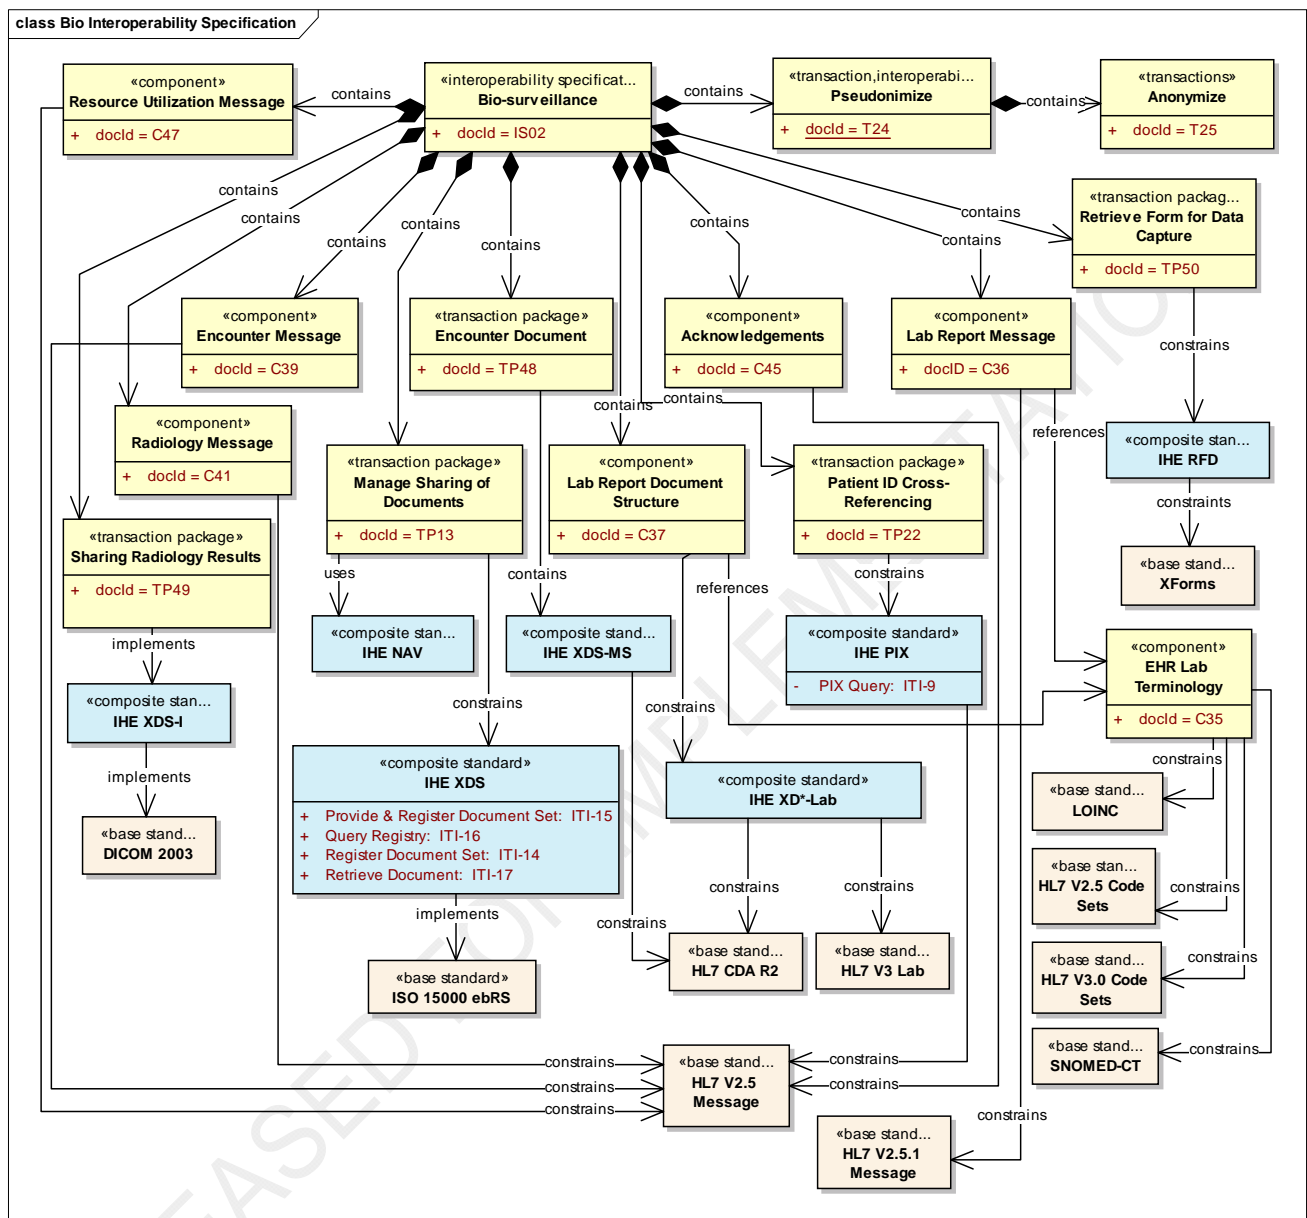 class Bio Interoperability Specification
«component»
Resource Utilization Message
+ docId = C47
contains
«interoperability specificat...
Bio-surveillance
+ docId = IS02
contains
«transaction,interoperabi...
Pseudonimize
+ docId = T24
contains
«transactions»
Anonymize
+ docId = T25
contains
contains
contains
contains
contains
contains
contains
contains
«transaction packag...
Retrieve Form for Data
Capture
+ docId = TP50
«component»
Encounter Message
+ docId = C39
«transaction package»
Encounter Document
+ docId = TP48
«component»
Acknowledgements
+ docId = C45
«component»
Lab Report Message
+ docID = C36
constrains
contains
contains
references
«component»
Radiology Message
+ docId = C41
«composite stan...
IHE RFD
«transaction package»
Manage Sharing of
Documents
+ docId = TP13
«component»
Lab Report Document
Structure
+ docId = C37
«transaction package»
Patient ID Cross-
Referencing
+ docId = TP22
constraints
«transaction package»
Sharing Radiology Results
+ docId = TP49
«base stand...
XForms
uses
contains
references
constrains
implements
«composite stan...
IHE NAV
«composite stand...
IHE XDS-MS
«composite standard»
IHE PIX
- PIX Query: ITI-9
«component»
EHR Lab
Terminology
+ docId = C35
«composite stan...
IHE XDS-I
constrains
constrains
constrains
implements
«composite standard»
IHE XDS
+ Provide & Register Document Set: ITI-15
+ Query Registry: ITI-16
+ Register Document Set: ITI-14
+ Retrieve Document: ITI-17
«composite standard»
IHE XD*-Lab
«base stand...
LOINC
«base stand...
DICOM 2003
«base stan...
HL7 V2.5 Code
Sets
constrains
constrains
constrains
implements
constrains
«base standard»
ISO 15000 ebRS
«base stand...
HL7 CDA R2
«base stand...
HL7 V3 Lab
«base stand...
HL7 V3.0 Code
Sets
constrains
«base stand...
SNOMED-CT
constrains
constrains
constrains
constrains
«base stand...
HL7 V2.5
Message
constrains
constrains
constrains
«base stand...
HL7 V2.5.1
Message